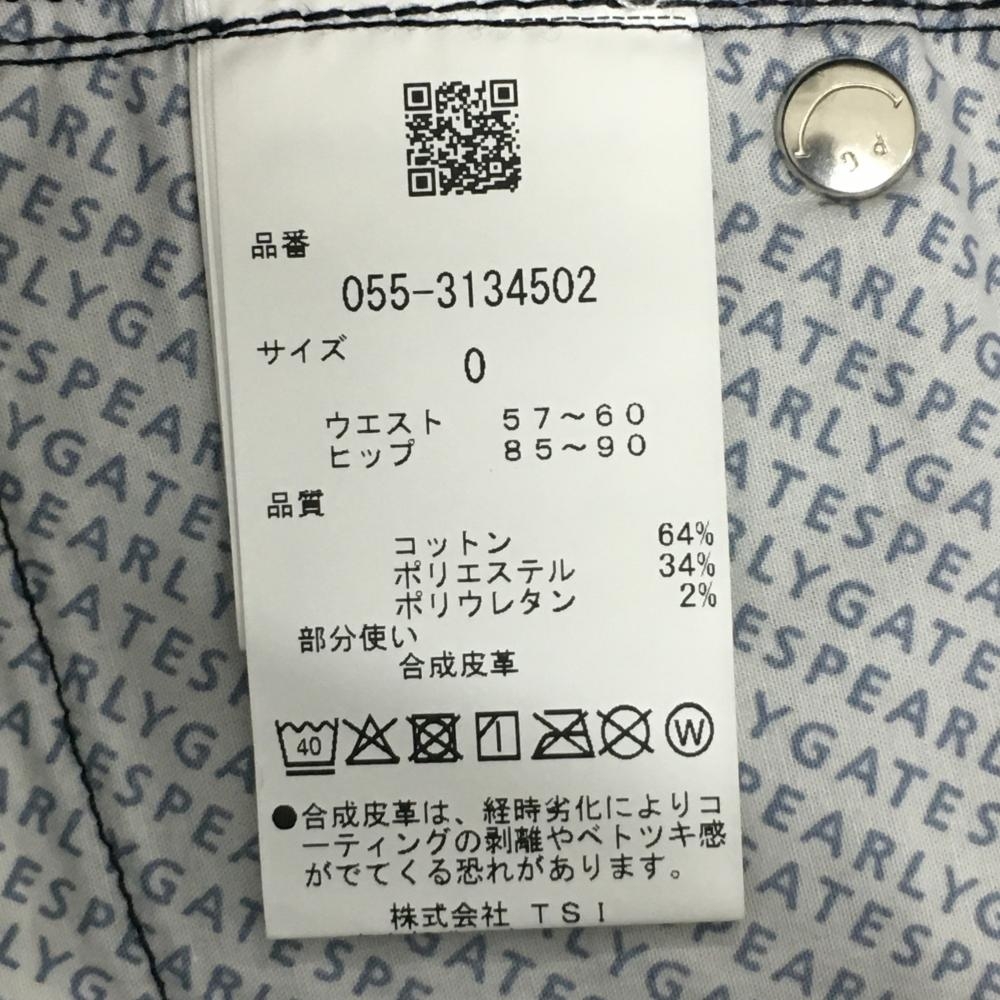 品番
055-3134502
サイズ 0
ウエスト 57〜60
ヒップ 85〜90
品質
コットン 64%
ポリエステル 34%
ポリウレタン 2%
部分使い
合成皮革
40 W
●合成皮革は、経時劣化によりコ
ーティングの剥離やベトツキ感
がでてくる恐れがあります。
株式会社 TSI
PEARLYGATES